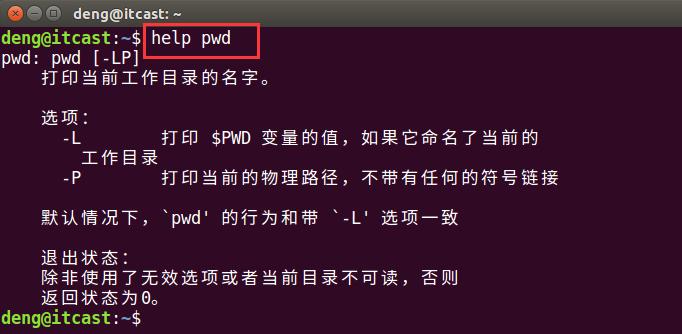 deng@itcast: ~
deng@itcast:~$ help pwd
pwd: pwd [-LP]
    打印当前工作目录的名字。

    选项：
      -L        打印 $PWD 变量的值，如果它命名了当前的
        工作目录
      -P        打印当前的物理路径，不带有任何的符号链接

    默认情况下，`pwd' 的行为和带 `-L' 选项一致

    退出状态：
    除非使用了无效选项或者当前目录不可读，否则
    返回状态为0。
deng@itcast:~$